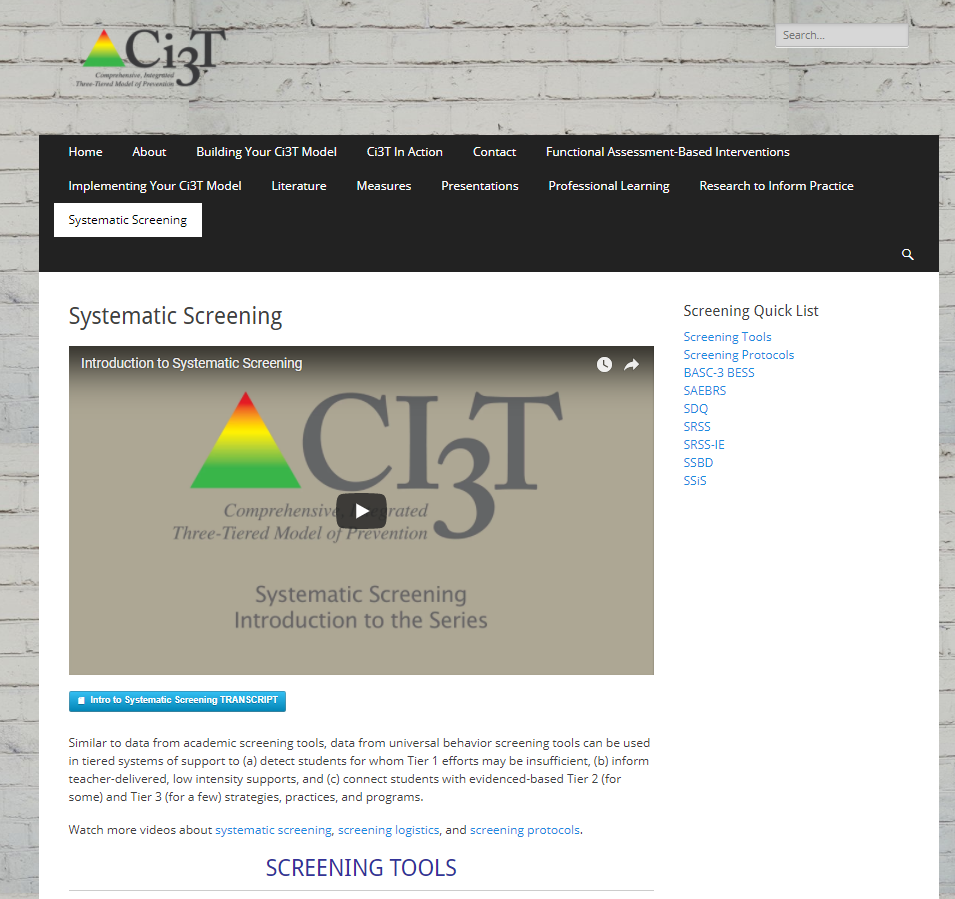 Ci3T
Comprehensive, Integrated
Three-Tiered Model of Prevention
Search...
Home About Building Your Ci3T Model Ci3T In Action Contact Functional Assessment-Based Interventions
Implementing Your Ci3T Model Literature Measures Presentations Professional Learning Research to Inform Practice
Systematic Screening
Systematic Screening
Introduction to Systematic Screening
CI3T
Comprehensive, Integrated
Three-Tiered Model of Prevention
Systematic Screening
Introduction to the Series
Intro to Systematic Screening TRANSCRIPT
Similar to data from academic screening tools, data from universal behavior screening tools can be used
in tiered systems of support to (a) detect students for whom Tier 1 efforts may be insufficient, (b) inform
teacher-delivered, low intensity supports, and (c) connect students with evidenced-based Tier 2 (for
some) and Tier 3 (for a few) strategies, practices, and programs.
Watch more videos about systematic screening, screening logistics, and screening protocols.
SCREENING TOOLS
Screening Quick List
Screening Tools
Screening Protocols
BASC-3 BESS
SAEBRS
SDQ
SRSS
SRSS-IE
SSBD
SSiS